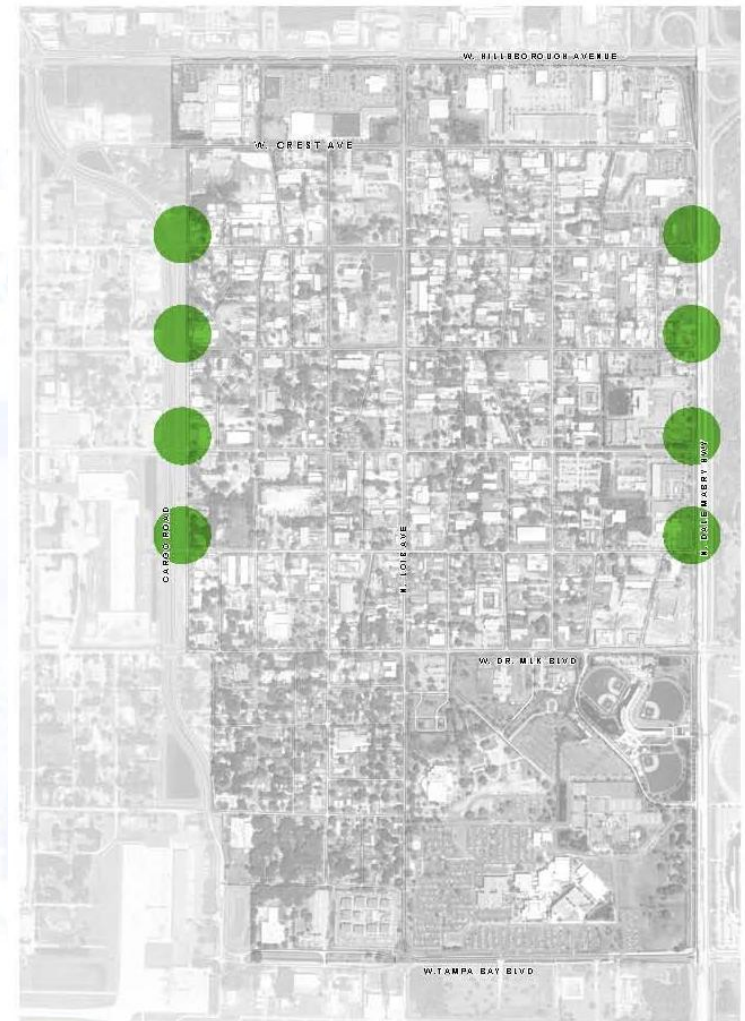 W. HILLSBOROUGH AVENUE
W. CREST AVE
CARGO ROAD
N. LOIS AVE
N. DALE MABRY HWY
W. DR. MLK BLVD
W. TAMPA BAY BLVD